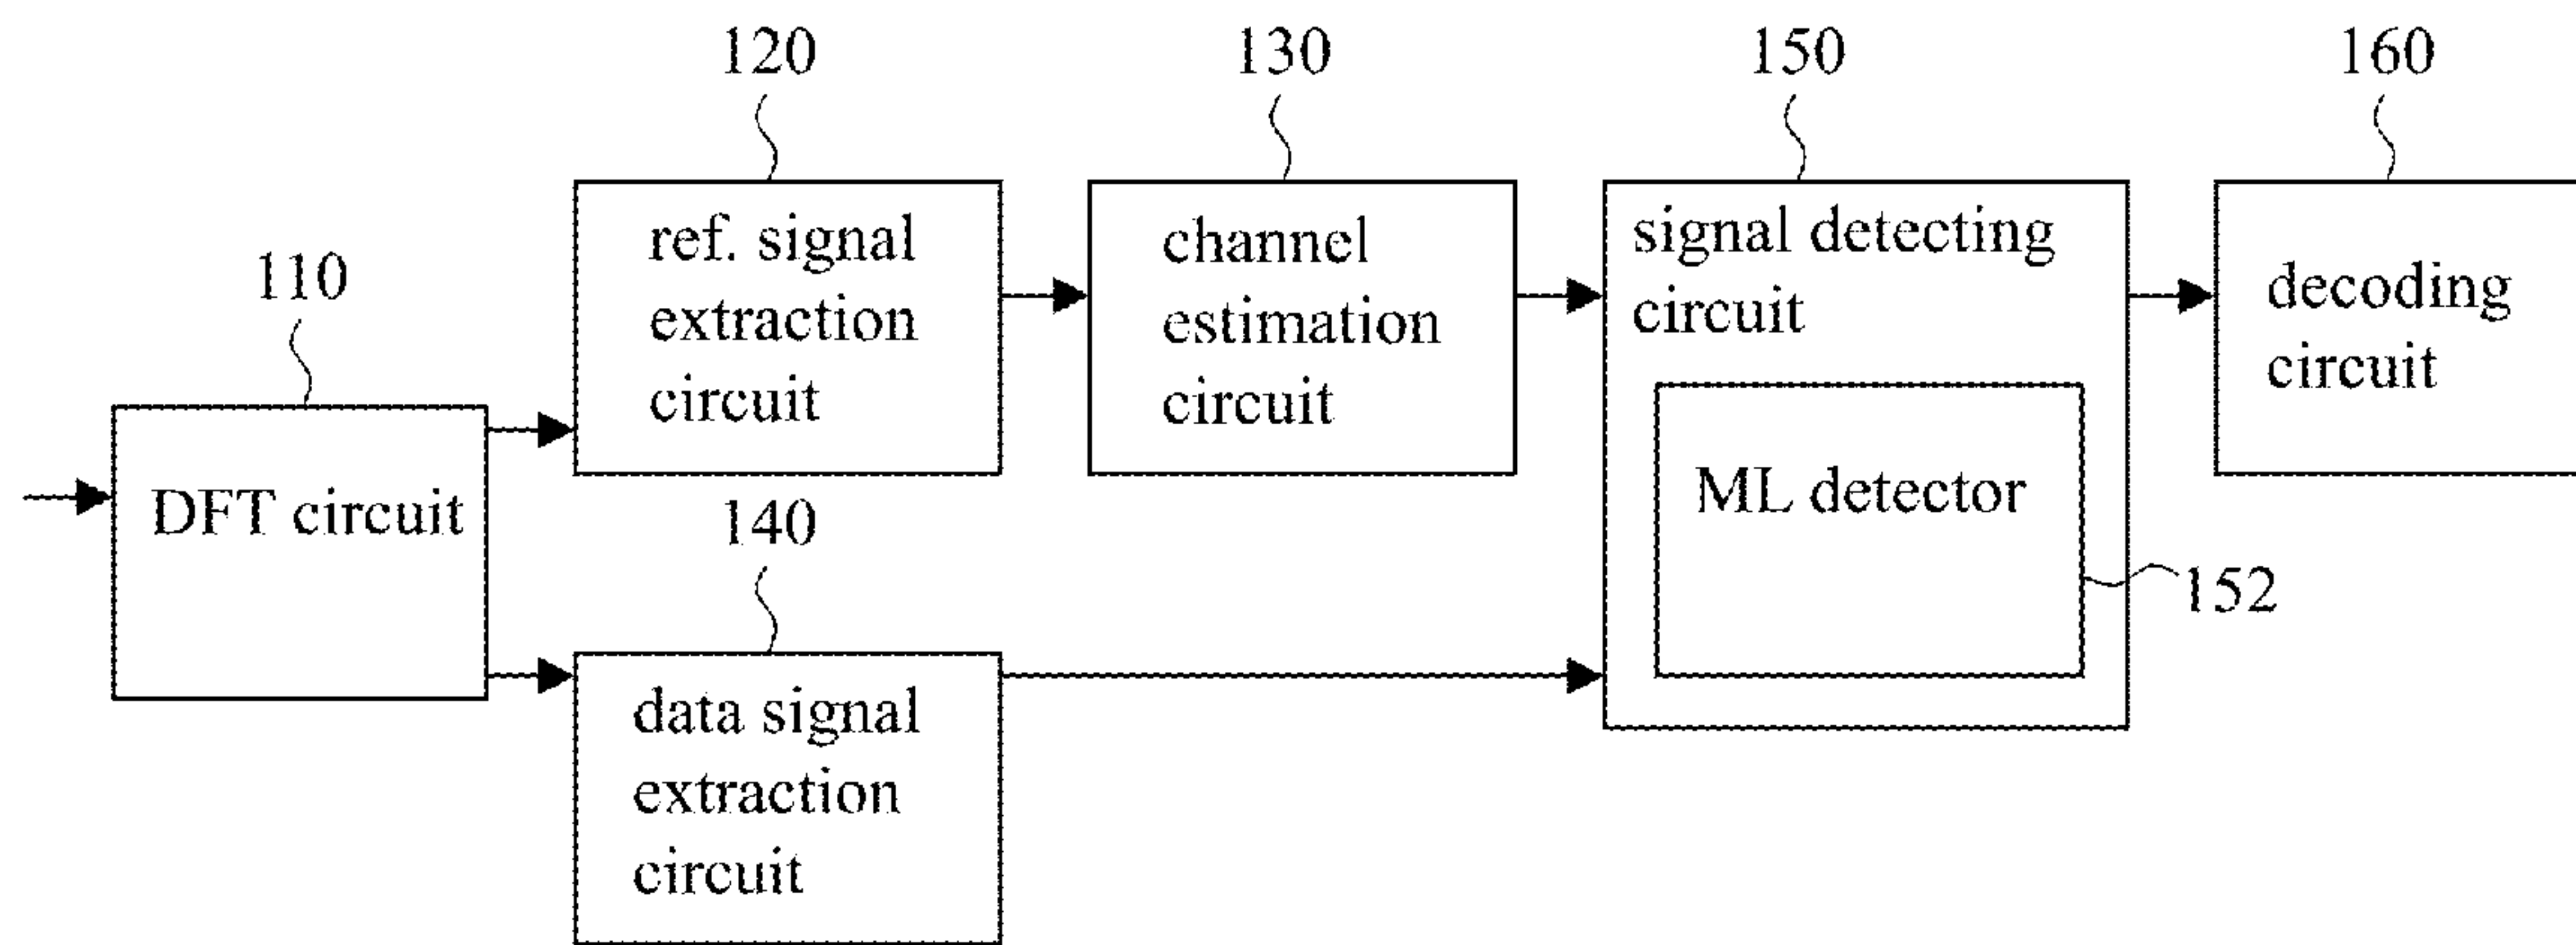 120
130
150
160
110
ref. signal
extraction
circuit
channel
estimation
circuit
signal detecting
circuit
decoding
circuit
DFT circuit
ML detector
140
152
data signal
extraction
circuit